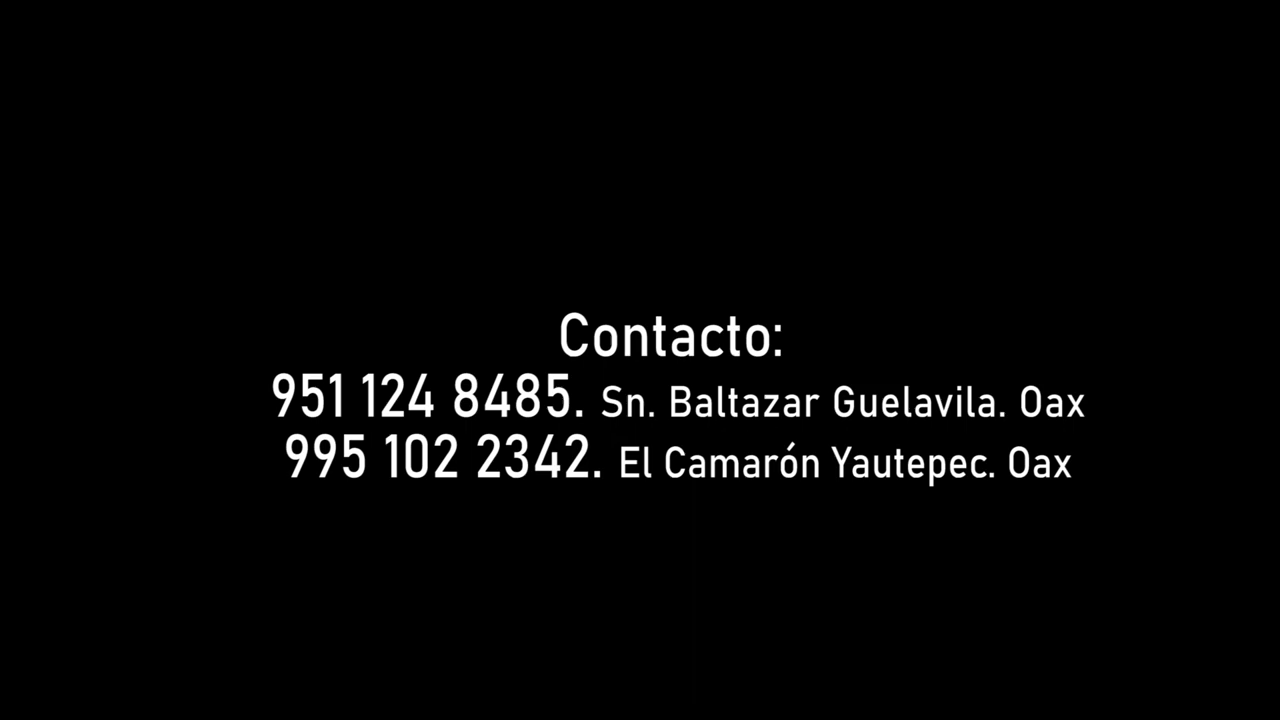 Contacto:
951 124 8485. Sn. Baltazar Guelavila. Oax
995 102 2342. El Camarón Yautepec. Oax